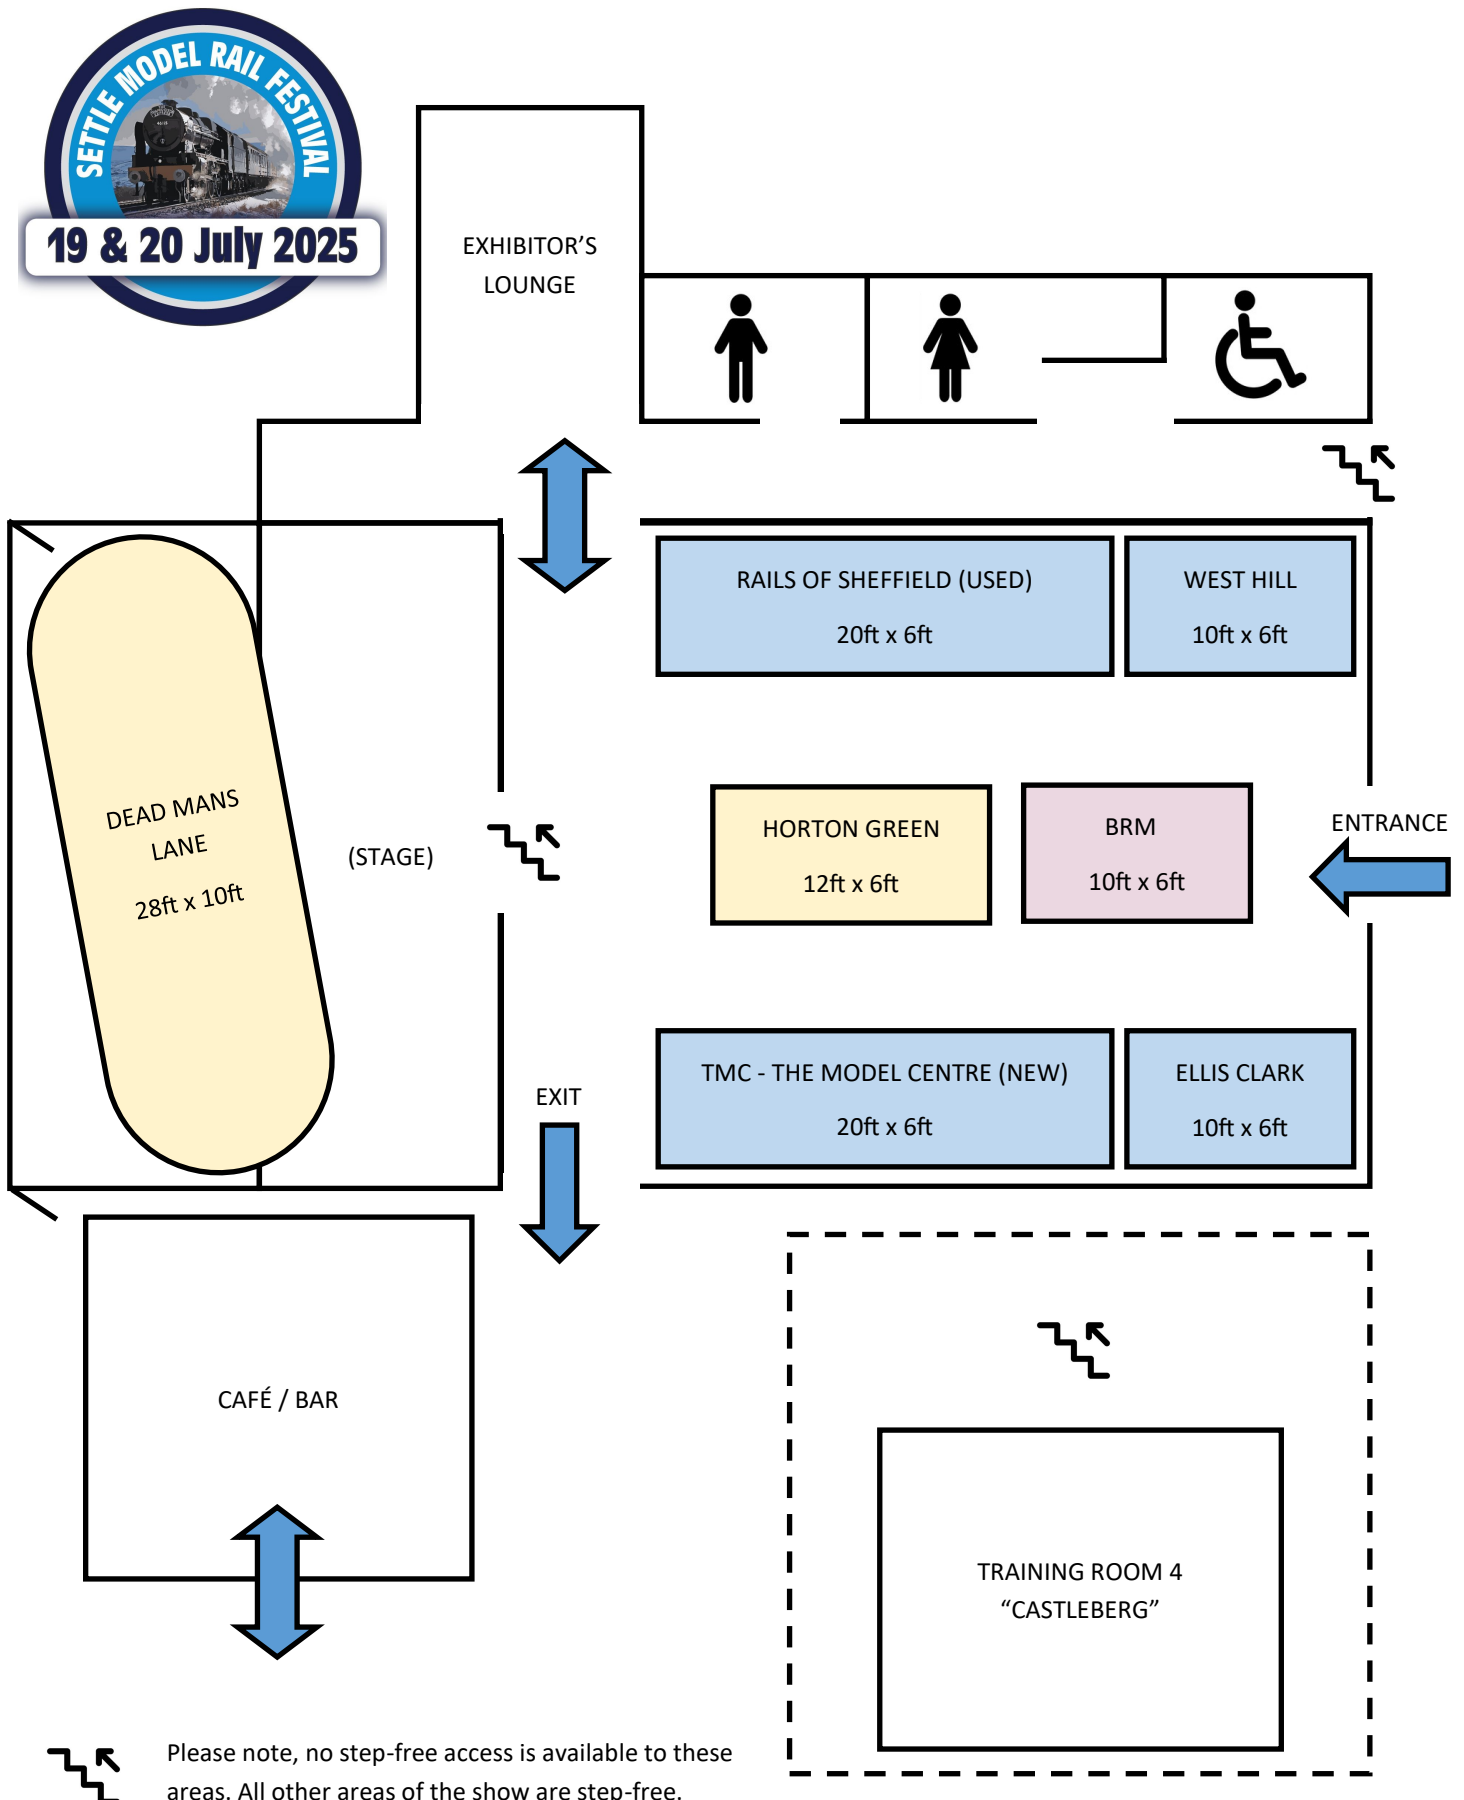 SETTLE MODEL RAIL FESTIVAL
19 & 20 July 2025
EXHIBITOR’S
LOUNGE
RAILS OF SHEFFIELD (USED)
20ft x 6ft
WEST HILL
10ft x 6ft
DEAD MANS
LANE
28ft x 10ft
(STAGE)
HORTON GREEN
12ft x 6ft
BRM
10ft x 6ft
ENTRANCE
TMC - THE MODEL CENTRE (NEW)
20ft x 6ft
ELLIS CLARK
10ft x 6ft
EXIT
CAFÉ / BAR
TRAINING ROOM 4
“CASTLEBERG”
Please note, no step-free access is available to these
areas. All other areas of the show are step-free.